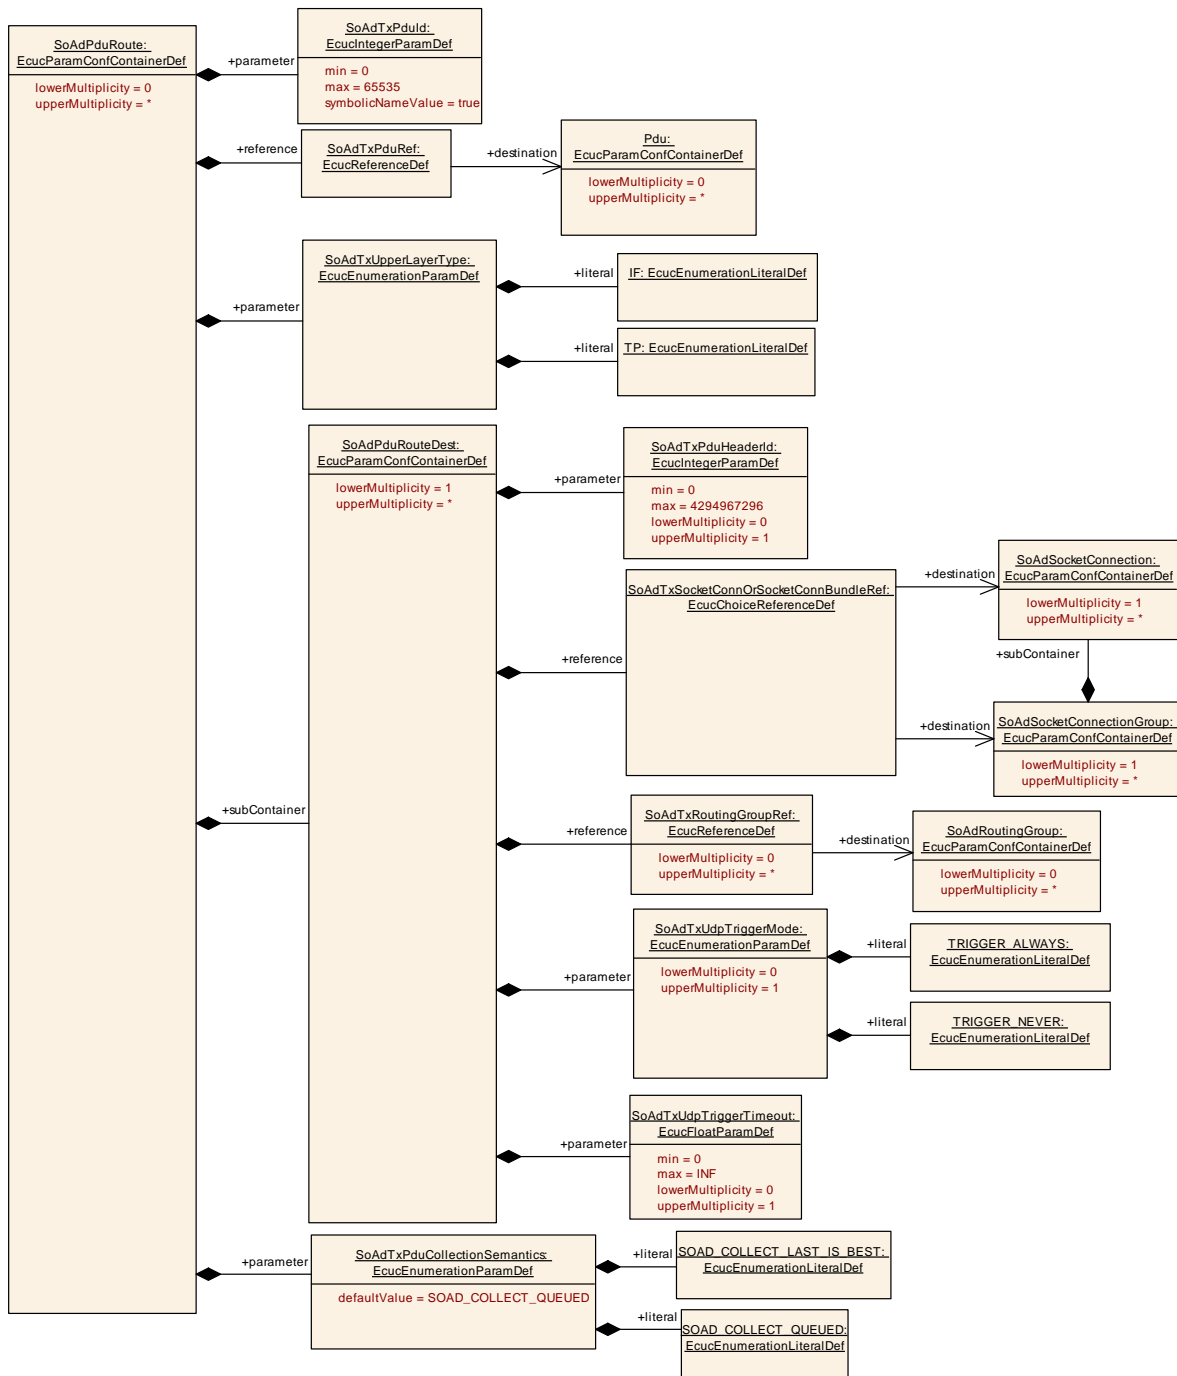 SoAdPduRoute:
EcucParamConfContainerDef
lowerMultiplicity = 0
upperMultiplicity = *
+parameter
SoAdTxPduId:
EcucIntegerParamDef
min = 0
max = 65535
symbolicNameValue = true
+reference
SoAdTxPduRef:
EcucReferenceDef
+destination
Pdu:
EcucParamConfContainerDef
lowerMultiplicity = 0
upperMultiplicity = *
+parameter
SoAdTxUpperLayerType:
EcucEnumerationParamDef
+literal
IF: EcucEnumerationLiteralDef
+literal
TP: EcucEnumerationLiteralDef
+subContainer
SoAdPduRouteDest:
EcucParamConfContainerDef
lowerMultiplicity = 1
upperMultiplicity = *
+parameter
SoAdTxPduHeaderId:
EcucIntegerParamDef
min = 0
max = 4294967296
lowerMultiplicity = 0
upperMultiplicity = 1
+reference
SoAdTxSocketConnOrSocketConnBundleRef:
EcucChoiceReferenceDef
+destination
SoAdSocketConnection:
EcucParamConfContainerDef
lowerMultiplicity = 1
upperMultiplicity = *
+subContainer
+destination
SoAdSocketConnectionGroup:
EcucParamConfContainerDef
lowerMultiplicity = 1
upperMultiplicity = *
+reference
SoAdTxRoutingGroupRef:
EcucReferenceDef
lowerMultiplicity = 0
upperMultiplicity = *
+destination
SoAdRoutingGroup:
EcucParamConfContainerDef
lowerMultiplicity = 0
upperMultiplicity = *
+parameter
SoAdTxUdpTriggerMode:
EcucEnumerationParamDef
lowerMultiplicity = 0
upperMultiplicity = 1
+literal
TRIGGER_ALWAYS:
EcucEnumerationLiteralDef
+literal
TRIGGER_NEVER:
EcucEnumerationLiteralDef
+parameter
SoAdTxUdpTriggerTimeout:
EcucFloatParamDef
min = 0
max = INF
lowerMultiplicity = 0
upperMultiplicity = 1
+parameter
SoAdTxPduCollectionSemantics:
EcucEnumerationParamDef
defaultValue = SOAD_COLLECT_QUEUED
+literal
SOAD_COLLECT_LAST_IS_BEST:
EcucEnumerationLiteralDef
+literal
SOAD_COLLECT_QUEUED:
EcucEnumerationLiteralDef